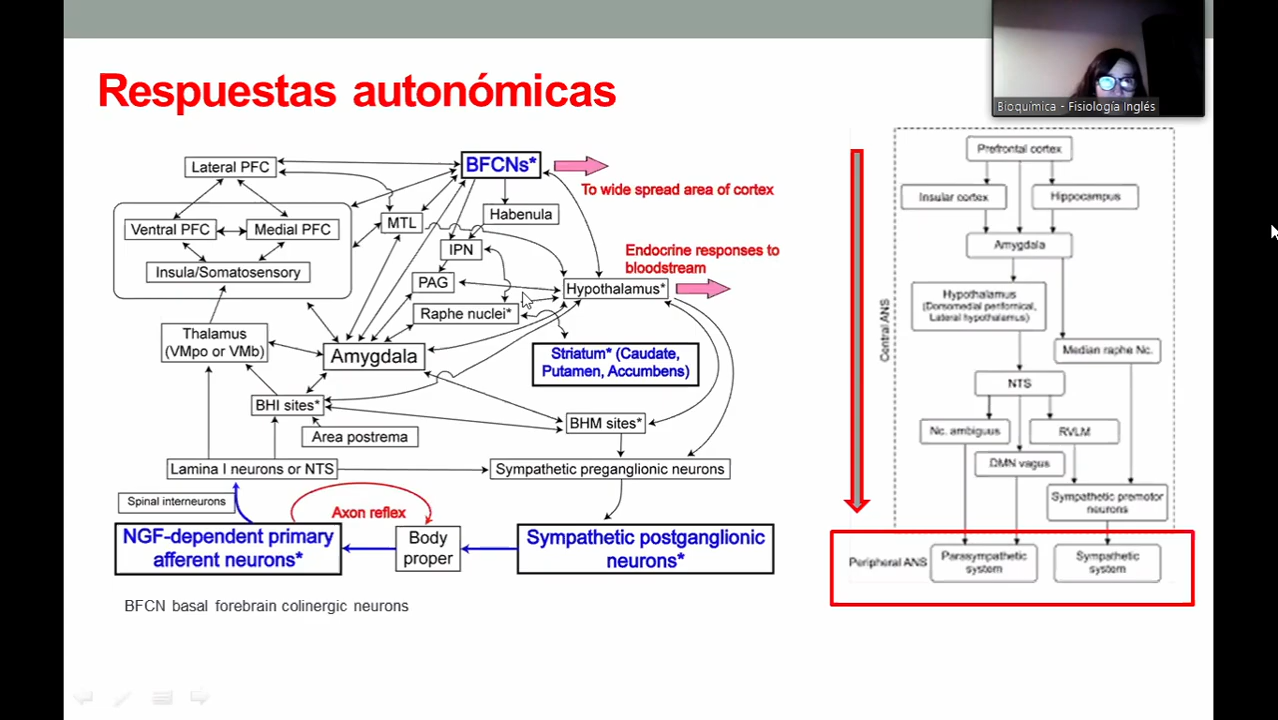 Respuestas autonómicas
Bioquímica - Fisiología Inglés
Lateral PFC
BFCNs*
To wide spread area of cortex
MTL
Habenula
Ventral PFC
Medial PFC
IPN
Endocrine responses to
bloodstream
Insula/Somatosensory
PAG
Hypothalamus*
Raphe nuclei*
Thalamus
(VMpo or VMb)
Amygdala
Striatum* (Caudate,
Putamen, Accumbens)
BHI sites*
BHM sites*
Area postrema
Lamina I neurons or NTS
Sympathetic preganglionic neurons
Spinal interneurons
Axon reflex
NGF-dependent primary
afferent neurons*
Body
proper
Sympathetic postganglionic
neurons*
BFCN basal forebrain colinergic neurons
Prefrontal cortex
Insular cortex
Hippocampus
Amygdala
Hypothalamus
(Dorsomedial perifornical,
Lateral hypothalamus)
Central ANS
Median raphe Nc.
NTS
Nc. ambiguus
RVLM
DMN vagus
Sympathetic premotor
neurons
Peripheral ANS
Parasympathetic
system
Sympathetic
system